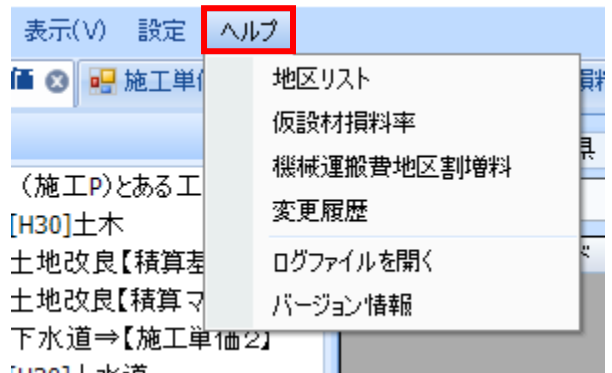 表示(V) 設定 ヘルプ
価 施工単
地区リスト
仮設材損料率
機械運搬費地区割増料
変更履歴
ログファイルを開く
バージョン情報
県
(施工P)とある工
[H30]土木
土地改良【積算基
土地改良【積算マ
下水道⇒【施工単価2】